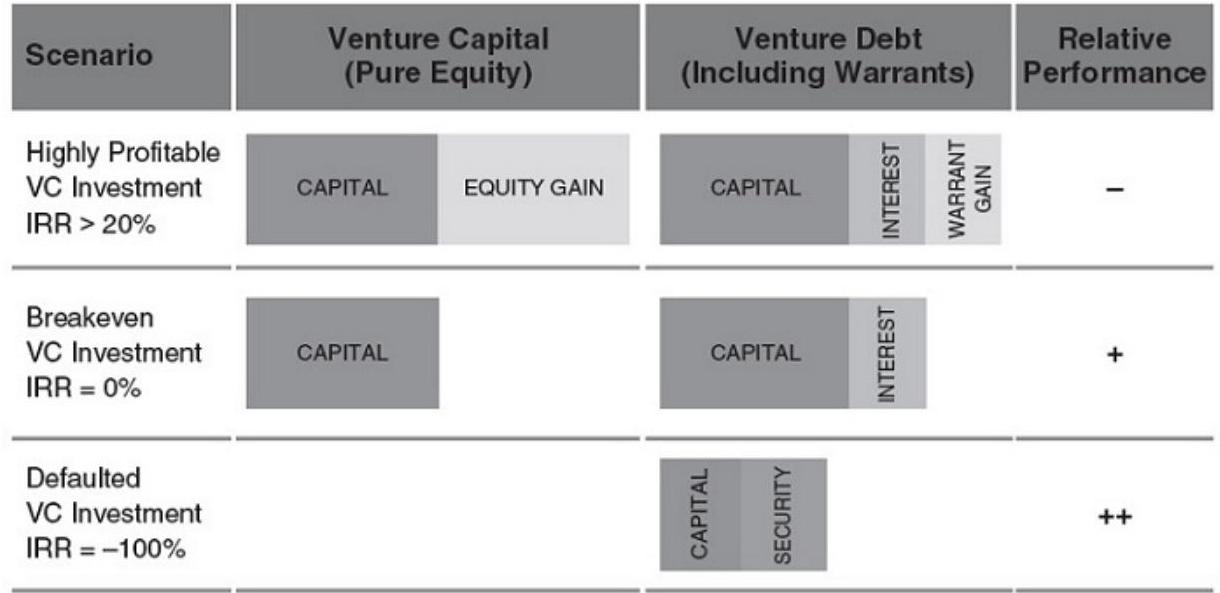 Scenario
Venture Capital
(Pure Equity)
Venture Debt
(Including Warrants)
Relative
Performance
Highly Profitable
VC Investment
IRR > 20%
CAPITAL
EQUITY GAIN
CAPITAL
INTEREST
WARRANT
GAIN
–
Breakeven
VC Investment
IRR = 0%
CAPITAL
CAPITAL
INTEREST
+
Defaulted
VC Investment
IRR = –100%
CAPITAL
SECURITY
++